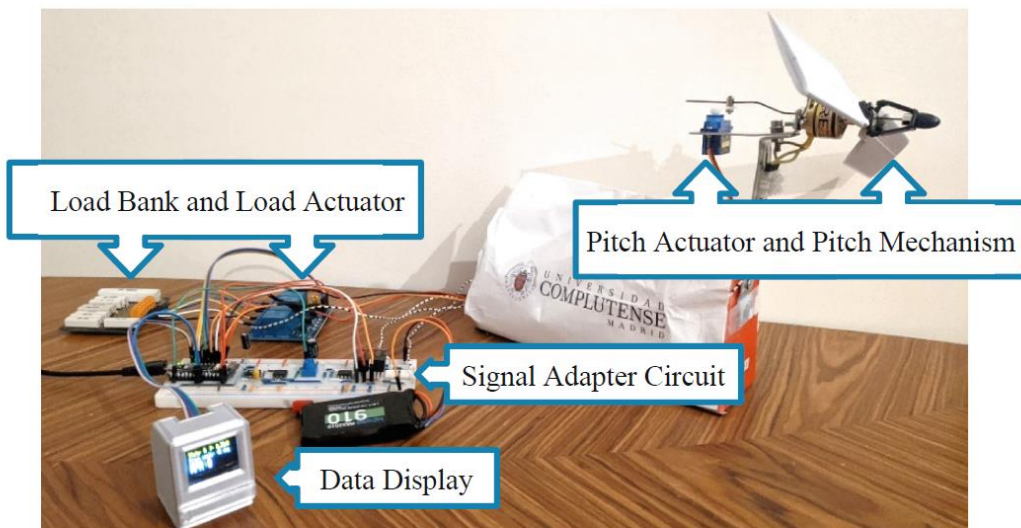 Load Bank and Load Actuator
Pitch Actuator and Pitch Mechanism
UNIVERSIDAD
COMPLUTENSE
MADRID
Signal Adapter Circuit
910
Data Display